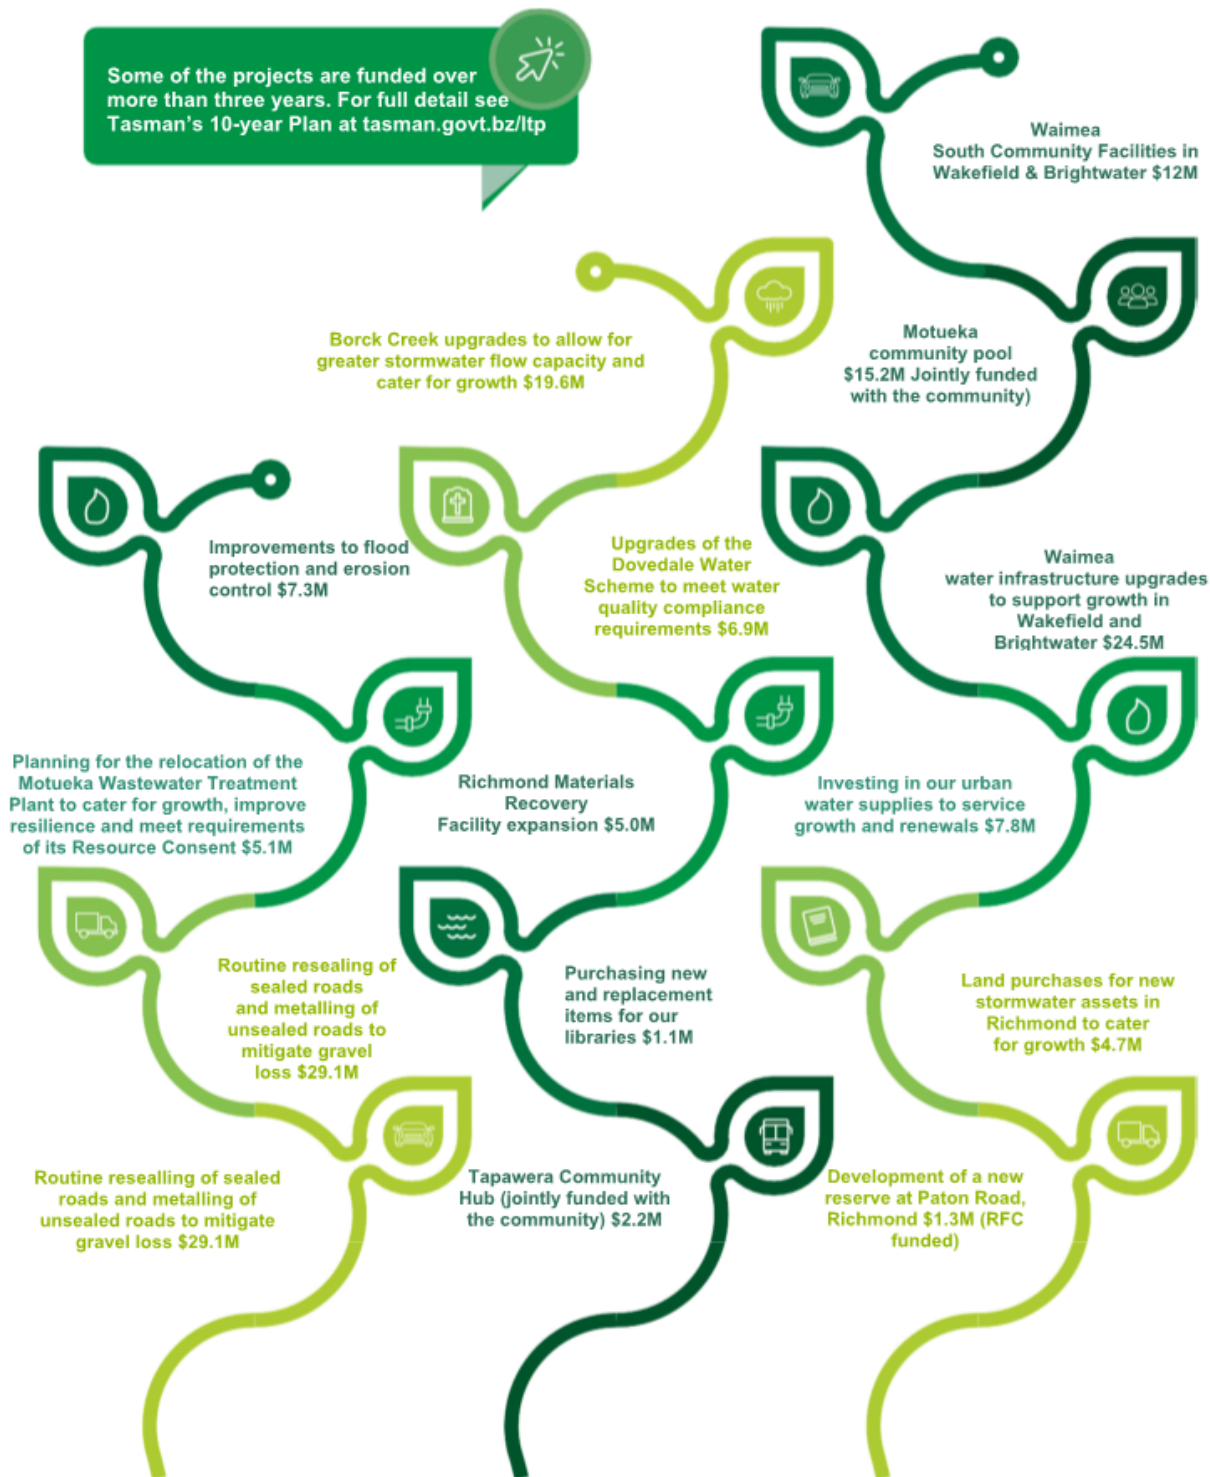 Some of the projects are funded over
more than three years. For full detail see
Tasman's 10-year Plan at tasman.govt.bz/ltp
Waimea
South Community Facilities in
Wakefield & Brightwater $12M
Borck Creek upgrades to allow for
greater stormwater flow capacity and
cater for growth $19.6M
Motueka
community pool
$15.2M Jointly funded
with the community)
Improvements to flood
protection and erosion
control $7.3M
Upgrades of the
Dovedale Water
Scheme to meet water
quality compliance
requirements $6.9M
Waimea
water infrastructure upgrades
to support growth in
Wakefield and
Brightwater $24.5M
Planning for the relocation of the
Motueka Wastewater Treatment
Plant to cater for growth, improve
resilience and meet requirements
of its Resource Consent $5.1M
Richmond Materials
Recovery
Facility expansion $5.0M
Investing in our urban
water supplies to service
growth and renewals $7.8M
Routine resealing of
sealed roads
and metalling of
unsealed roads to
mitigate gravel
loss $29.1M
Purchasing new
and replacement
items for our
libraries $1.1M
Land purchases for new
stormwater assets in
Richmond to cater
for growth $4.7M
Routine resealling of sealed
roads and metalling of
unsealed roads to mitigate
gravel loss $29.1M
Tapawera Community
Hub (jointly funded with
the community) $2.2M
Development of a new
reserve at Paton Road,
Richmond $1.3M (RFC
funded)